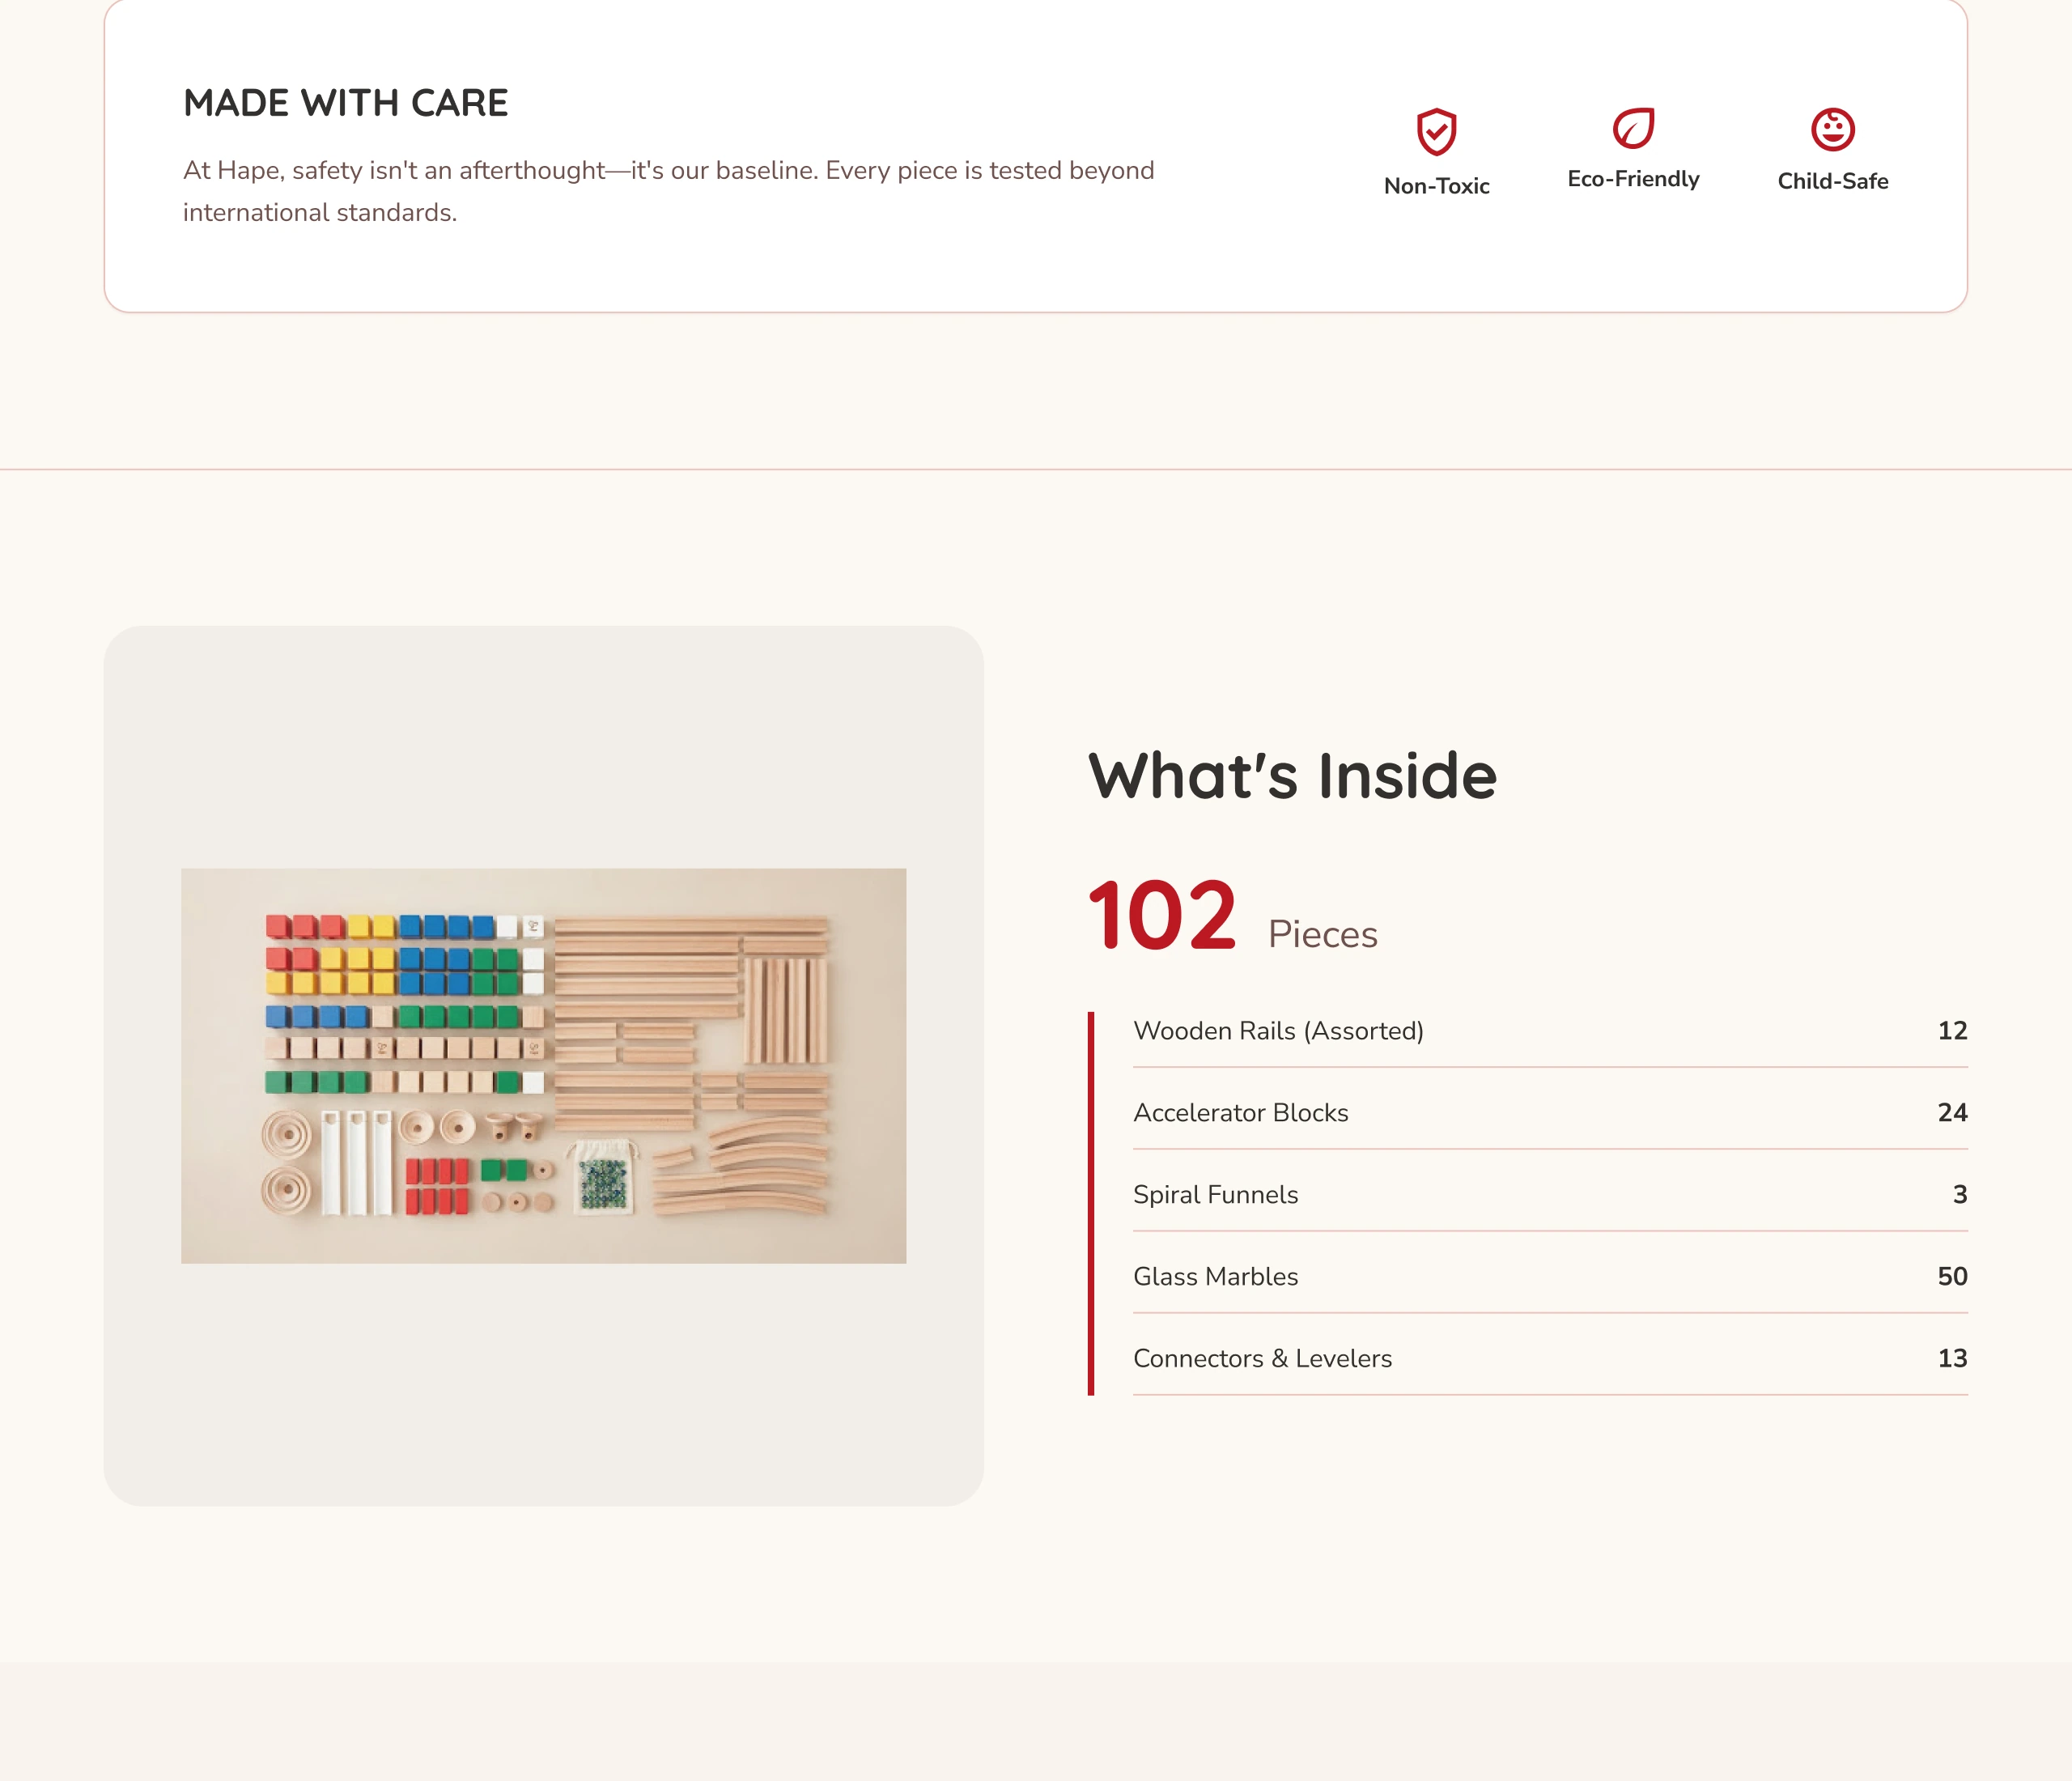 MADE WITH CARE
At Hape, safety isn't an afterthought—it's our baseline. Every piece is tested beyond
international standards.
Non-Toxic
Eco-Friendly
Child-Safe
What's Inside
102 Pieces
Wooden Rails (Assorted) 12
Accelerator Blocks 24
Spiral Funnels 3
Glass Marbles 50
Connectors & Levelers 13